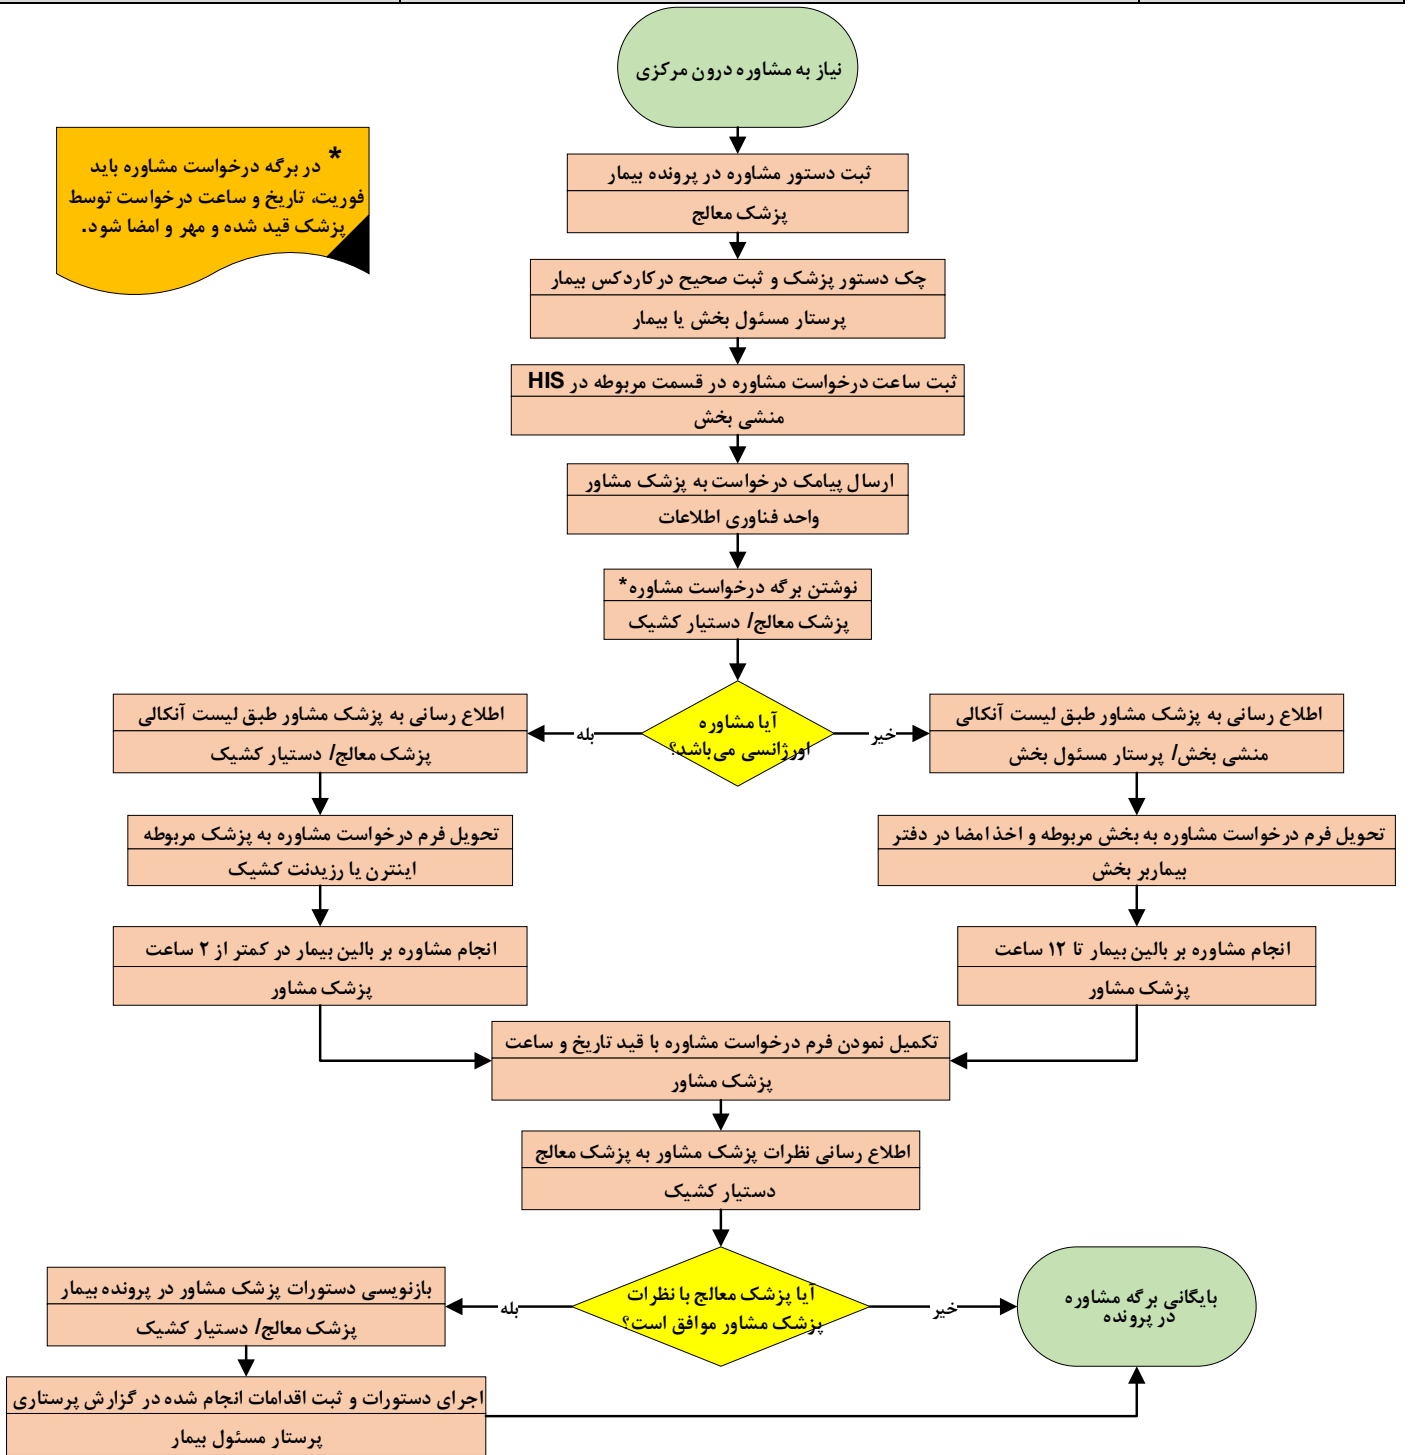 نیاز به مشاوره درون مرکزی
* در برگه درخواست مشاوره باید
فوریت، تاریخ و ساعت درخواست توسط
پزشک قید شده و مهر و امضا شود.
ثبت دستور مشاوره در پرونده بیمار
پزشک معالج
چک دستور پزشک و ثبت صحیح درکاردکس بیمار
پرستار مسئول بخش یا بیمار
ثبت ساعت درخواست مشاوره در قسمت مربوطه در HIS
منشی بخش
ارسال پیامک درخواست به پزشک مشاور
واحد فناوری اطلاعات
نوشتن برگه درخواست مشاوره*
پزشک معالج/ دستیار کشیک
آیا مشاوره
اورژانسی می‌باشد؟
خیر
بله
اطلاع رسانی به پزشک مشاور طبق لیست آنکالی
منشی بخش/ پرستار مسئول بخش
اطلاع رسانی به پزشک مشاور طبق لیست آنکالی
پزشک معالج/ دستیار کشیک
تحویل فرم درخواست مشاوره به بخش مربوطه و اخذ امضا در دفتر
بیماربر بخش
تحویل فرم درخواست مشاوره به پزشک مربوطه
اینترن یا رزیدنت کشیک
انجام مشاوره بر بالین بیمار تا ۱۲ ساعت
پزشک مشاور
انجام مشاوره بر بالین بیمار در کمتر از ۲ ساعت
پزشک مشاور
تکمیل نمودن فرم درخواست مشاوره با قید تاریخ و ساعت
پزشک مشاور
اطلاع رسانی نظرات پزشک مشاور به پزشک معالج
دستیار کشیک
آیا پزشک معالج با نظرات
پزشک مشاور موافق است؟
خیر
بله
بایگانی برگه مشاوره
در پرونده
بازنویسی دستورات پزشک مشاور در پرونده بیمار
پزشک معالج/ دستیار کشیک
اجرای دستورات و ثبت اقدامات انجام شده در گزارش پرستاری
پرستار مسئول بیمار